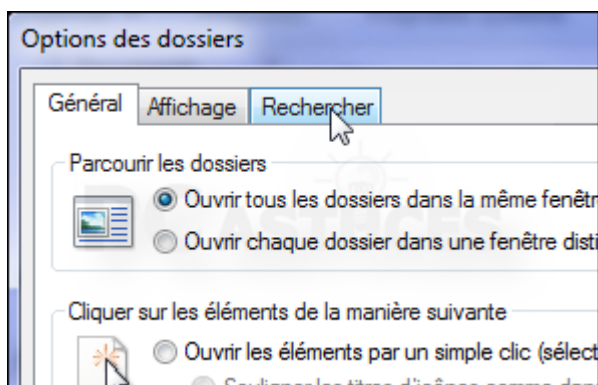 Options des dossiers
Général Affichage Rechercher
Parcourir les dossiers
Ouvrir tous les dossiers dans la même fenêtr
Ouvrir chaque dossier dans une fenêtre disti
Cliquer sur les éléments de la manière suivante
Ouvrir les éléments par un simple clic (sélect